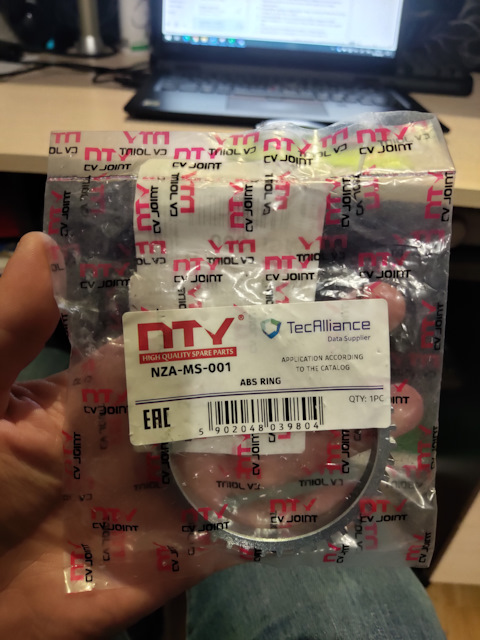 NTY®
HIGH QUALITY SPARE PARTS
NZA-MS-001
TecAlliance
Data Supplier
APPLICATION ACCORDING
TO THE CATALOG
ABS RING
QTY: 1PC
EAC
5 902048 039804
NTY
CV JOINT